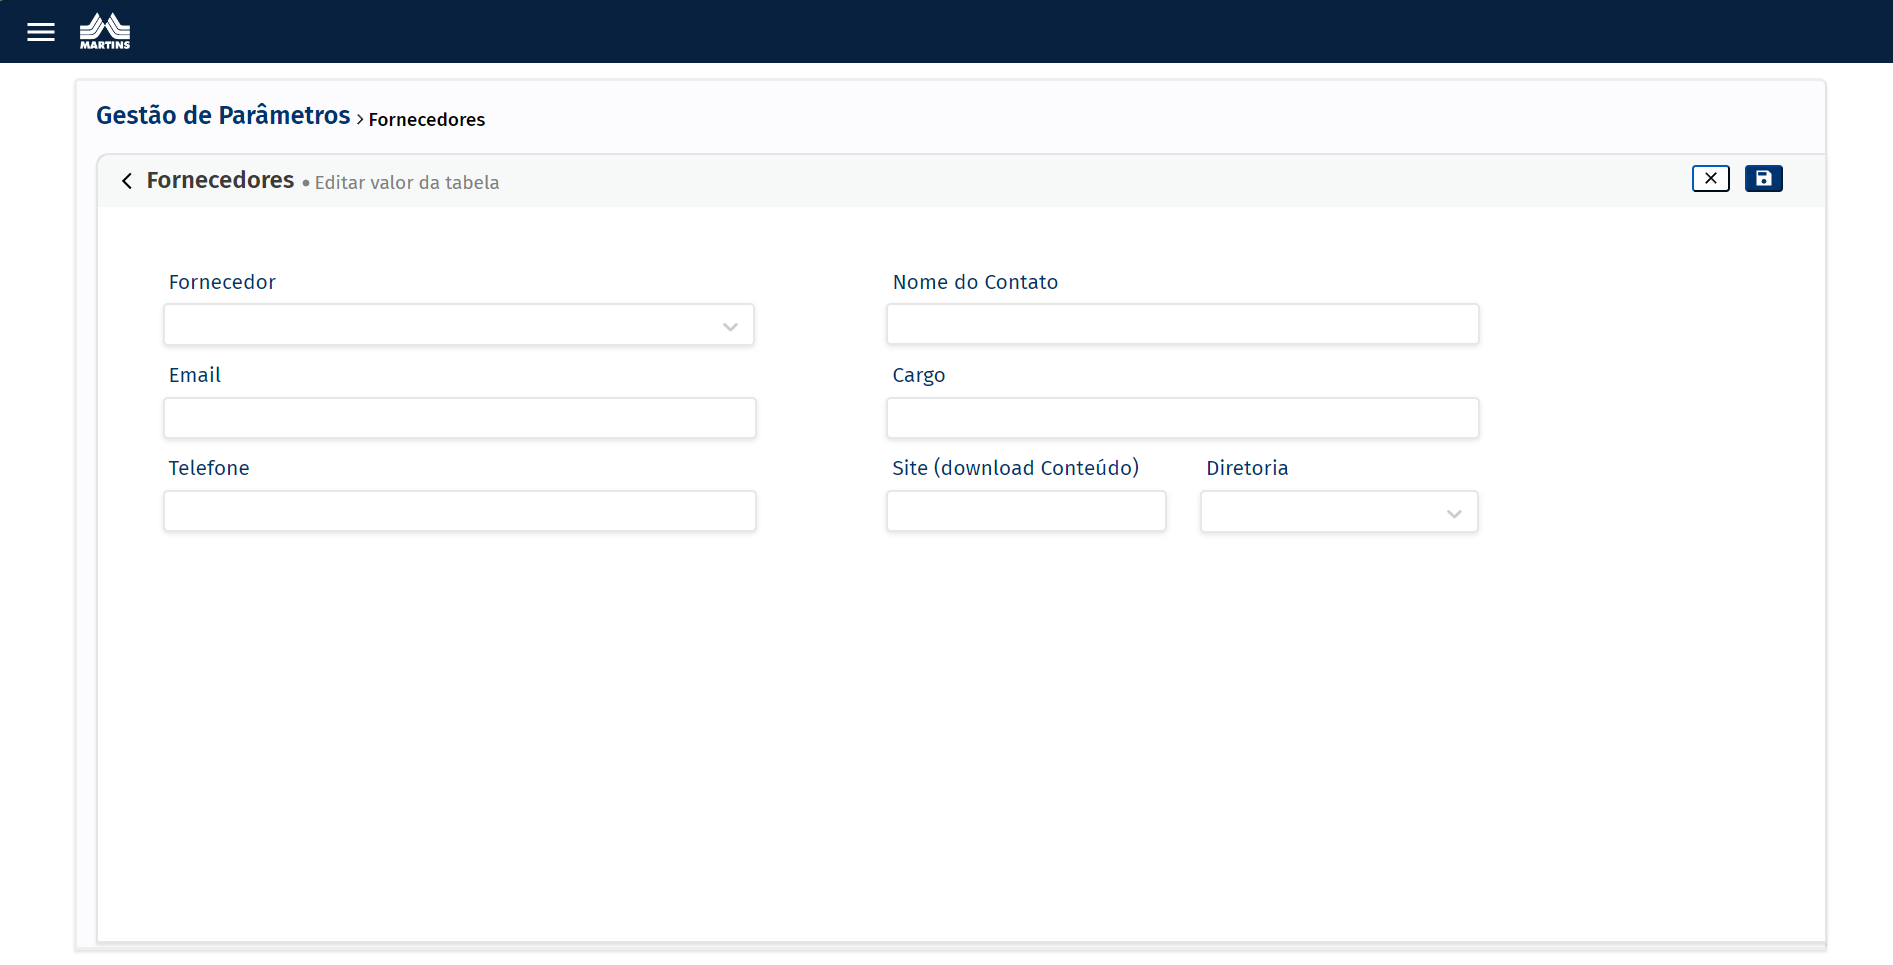 MARTINS
Gestão de Parâmetros > Fornecedores
Fornecedores • Editar valor da tabela
Fornecedor
Nome do Contato
Email
Cargo
Telefone
Site (download Conteúdo)
Diretoria